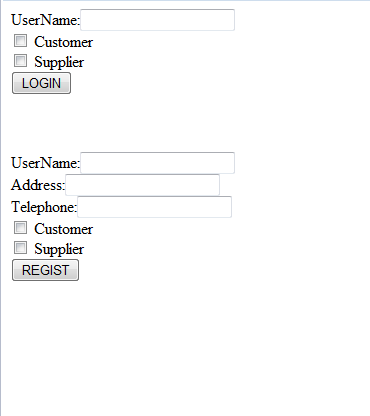 UserName:
Customer
Supplier
LOGIN
UserName:
Address:
Telephone:
Customer
Supplier
REGIST